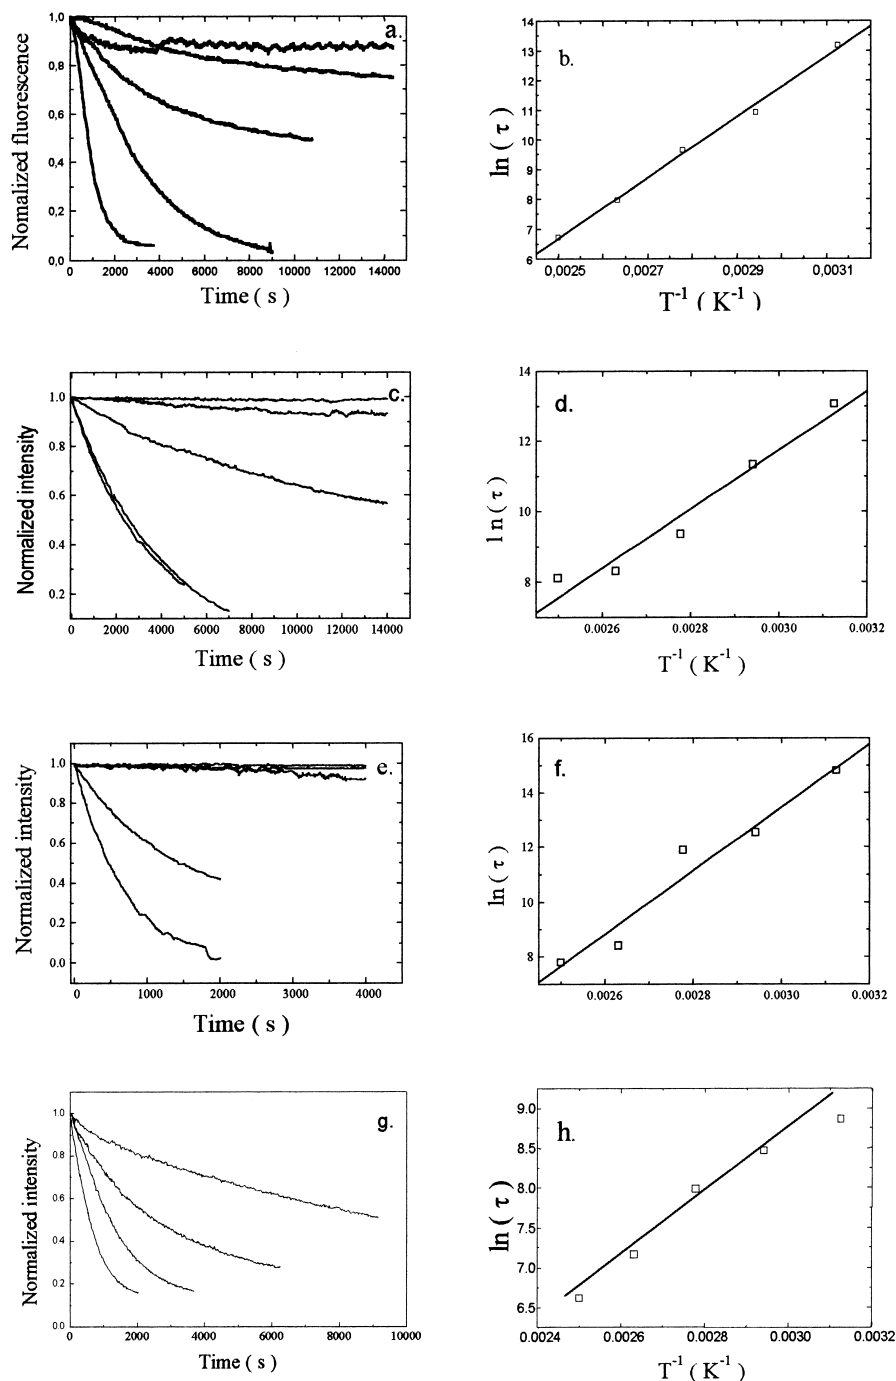 a.
1,0
0,8
0,6
0,4
0,2
0,0
Nomalized fluorescence
0 2000 4000 6000 8000 10000 12000 14000
Time ( s )
b.
14
13
12
11
10
9
8
7
6
ln ( τ )
0,0025 0,0027 0,0029 0,0031
T⁻¹ ( K⁻¹ )
c.
1.0
0.8
0.6
0.4
0.2
Normalized intensity
0 2000 4000 6000 8000 10000 12000 14000
Time ( s )
d.
14
12
10
8
ln ( τ )
0.0026 0.0028 0.0030 0.0032
T⁻¹ ( K⁻¹ )
e.
1.0
0.8
0.6
0.4
0.2
0.0
Normalized intensity
0 1000 2000 3000 4000
Time ( s )
f.
16
14
12
10
8
ln ( τ )
0.0026 0.0028 0.0030 0.0032
g.
1.0
0.8
0.6
0.4
0.2
0.0
Normalized intensity
0 2000 4000 6000 8000 10000
Time ( s )
h.
9.0
8.5
8.0
7.5
7.0
6.5
ln ( τ )
0.0024 0.0026 0.0028 0.0030 0.0032
T⁻¹ ( K⁻¹ )